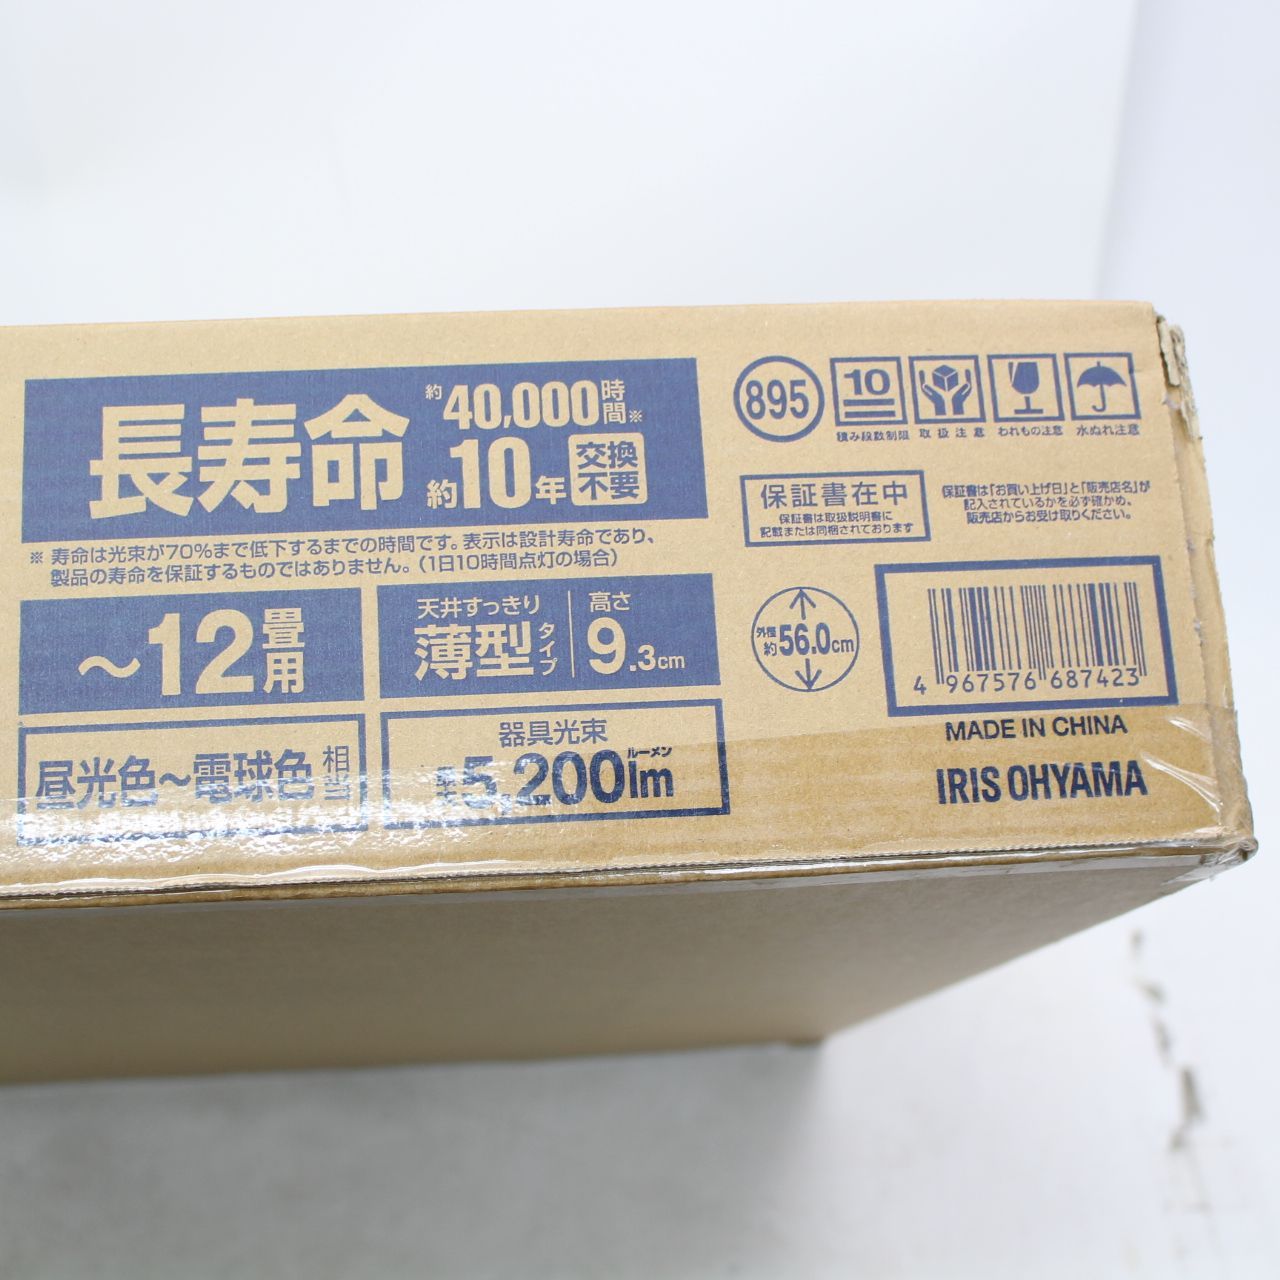 長寿命
約40,000時間※
約10年
交換
不要
※ 寿命は光束が70%まで低下するまでの時間です。表示は設計寿命であり、
製品の寿命を保証するものではありません。(1日10時間点灯の場合)
～12畳用
天井すっきり
薄型タイプ
高さ
9.3cm
昼光色～電球色相当
器具光束
5,200lm
ルーメン
895
10
積み段数制限
取扱注意
われもの注意
水ぬれ注意
保証書在中
保証書は取扱説明書に
記載または同梱されております
保証書は「お買い上げ日」と「販売店名」が
記入されているかを必ず確かめ、
販売店からお受け取りください。
外径
約56.0cm
4 967576 687423
MADE IN CHINA
IRIS OHYAMA